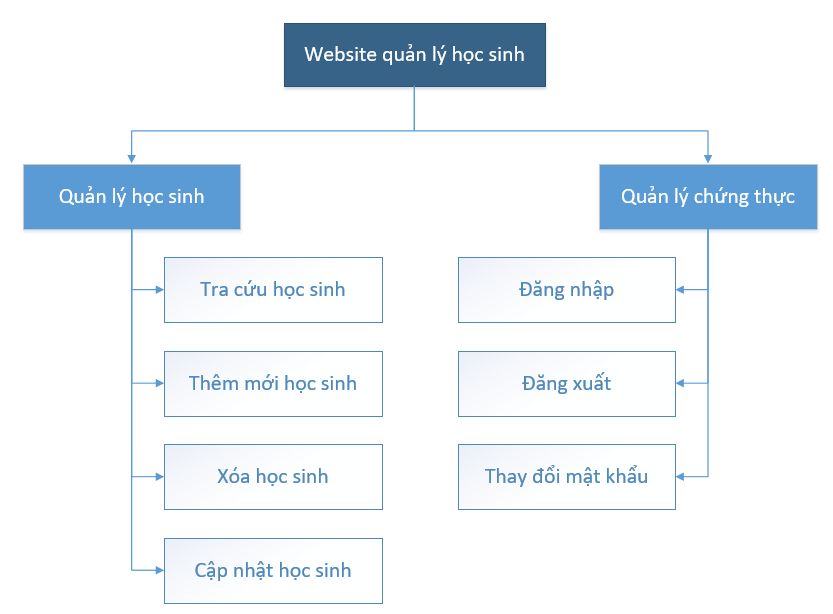 Website quản lý học sinh
Quản lý học sinh
Quản lý chứng thực
Tra cứu học sinh
Đăng nhập
Thêm mới học sinh
Đăng xuất
Xóa học sinh
Thay đổi mật khẩu
Cập nhật học sinh